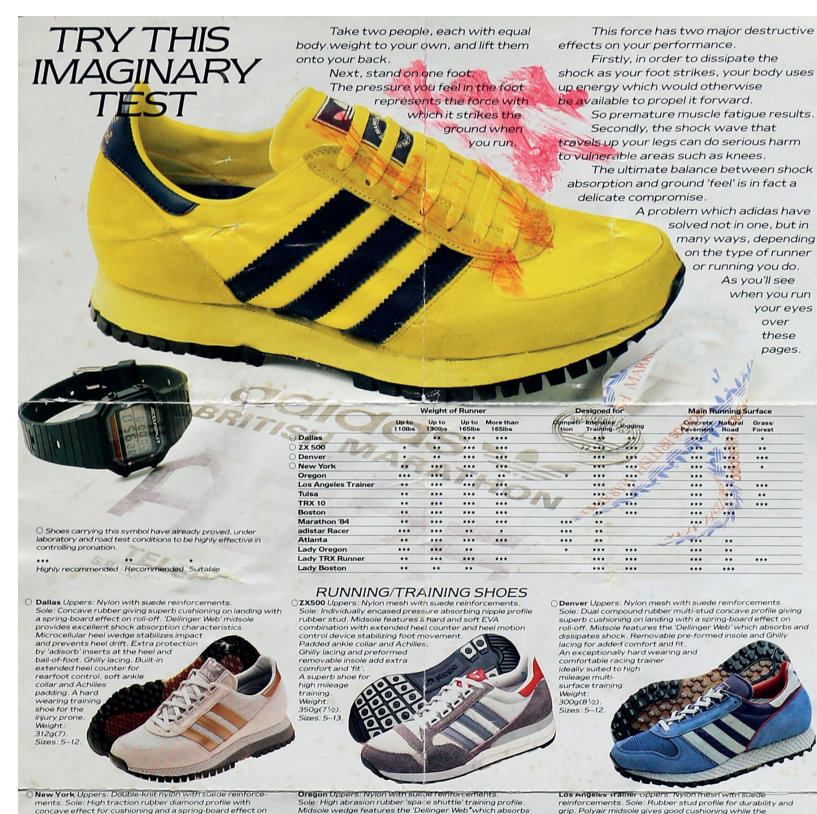 TRY THIS
IMAGINARY
TEST
Take two people, each with equal
body weight to your own, and lift them
onto your back.
Next, stand on one foot.
The pressure you feel in the foot
represents the force with
which it strikes the
ground when
you run.
This force has two major destructive
effects on your performance.
Firstly, in order to dissipate the
shock as your foot strikes, your body uses
up energy which would otherwise
be available to propel it forward.
So premature muscle fatigue results.
Secondly, the shock wave that
travels up your legs can do serious harm
to vulnerable areas such as knees.
The ultimate balance between shock
absorption and ground 'feel' is in fact a
delicate compromise.
A problem which adidas have
solved not in one, but in
many ways, depending
on the type of runner
or running you do.
As you'll see
when you run
your eyes
over
these
pages.
adidas
BRITISH MARATHON
Weight of Runner Designed for Main Running Surface
Up to 110lbs Up to 130lbs Up to 165lbs More than 165lbs Competi-tion Intensive Training Jogging Concrete/Pavement Natural Road Grass/Forest
Dallas
ZX 500
Denver
New York
Oregon
Los Angeles Trainer
Tulsa
TRX 10
Boston
Marathon '84
adistar Racer
Atlanta
Lady Oregon
Lady TRX Runner
Lady Boston
○ Shoes carrying this symbol have already proved, under
laboratory and road test conditions to be highly effective in
controlling pronation.
*** ** *
Highly recommended Recommended Suitable
RUNNING/TRAINING SHOES
○ Dallas Uppers: Nylon with suede reinforcements.
Sole: Concave rubber giving superb cushioning on landing with
a spring-board effect on roll-off. 'Dellinger Web' midsole
provides excellent shock absorption characteristics.
Microcellular heel wedge stabilizes impact
and prevents heel drift. Extra protection
by 'adisorb' inserts at the heel and
ball-of-foot. Ghilly lacing. Built-in
extended heel counter for
rearfoot control, soft ankle
collar and Achilles
padding. A hard
wearing training
shoe for the
injury prone.
Weight:
312g(7).
Sizes: 5–12.
○ ZX500 Uppers: Nylon mesh with suede reinforcements.
Sole: Individually encased pressure absorbing nipple profile
rubber stud. Midsole features a hard and soft EVA
combination with extended heel counter and heel motion
control device stabilizing foot movement.
Padded ankle collar and Achilles,
Ghilly lacing and preformed
removable insole add extra
comfort and 'fit'.
A superb shoe for
high mileage
training.
Weight:
350g(7½).
Sizes: 5–13.
○ Denver Uppers: Nylon mesh with suede reinforcements.
Sole: Dual compound rubber multi-stud concave profile giving
superb cushioning on landing with a spring-board effect on
roll-off. Midsole features the 'Dellinger Web' which absorbs and
dissipates shock. Removable pre-formed insole and Ghilly
lacing for added comfort and fit.
An exceptionally hard wearing and
comfortable racing trainer
ideally suited to high
mileage multi-
surface training.
Weight:
300g(8½).
Sizes: 5–12.
○ New York Uppers: Double-knit nylon with suede reinforce-
ments. Sole: High traction rubber diamond profile with
concave effect for cushioning and a spring-board effect on
Oregon Uppers: Nylon mesh with suede reinforcements.
Sole: High abrasion rubber 'space shuttle' training profile.
Midsole wedge features the 'Dellinger Web' which absorbs
Los Angeles Trainer Uppers: Nylon mesh with suede
reinforcements. Sole: Rubber stud profile for durability and
grip. Polyair midsole gives good cushioning while the